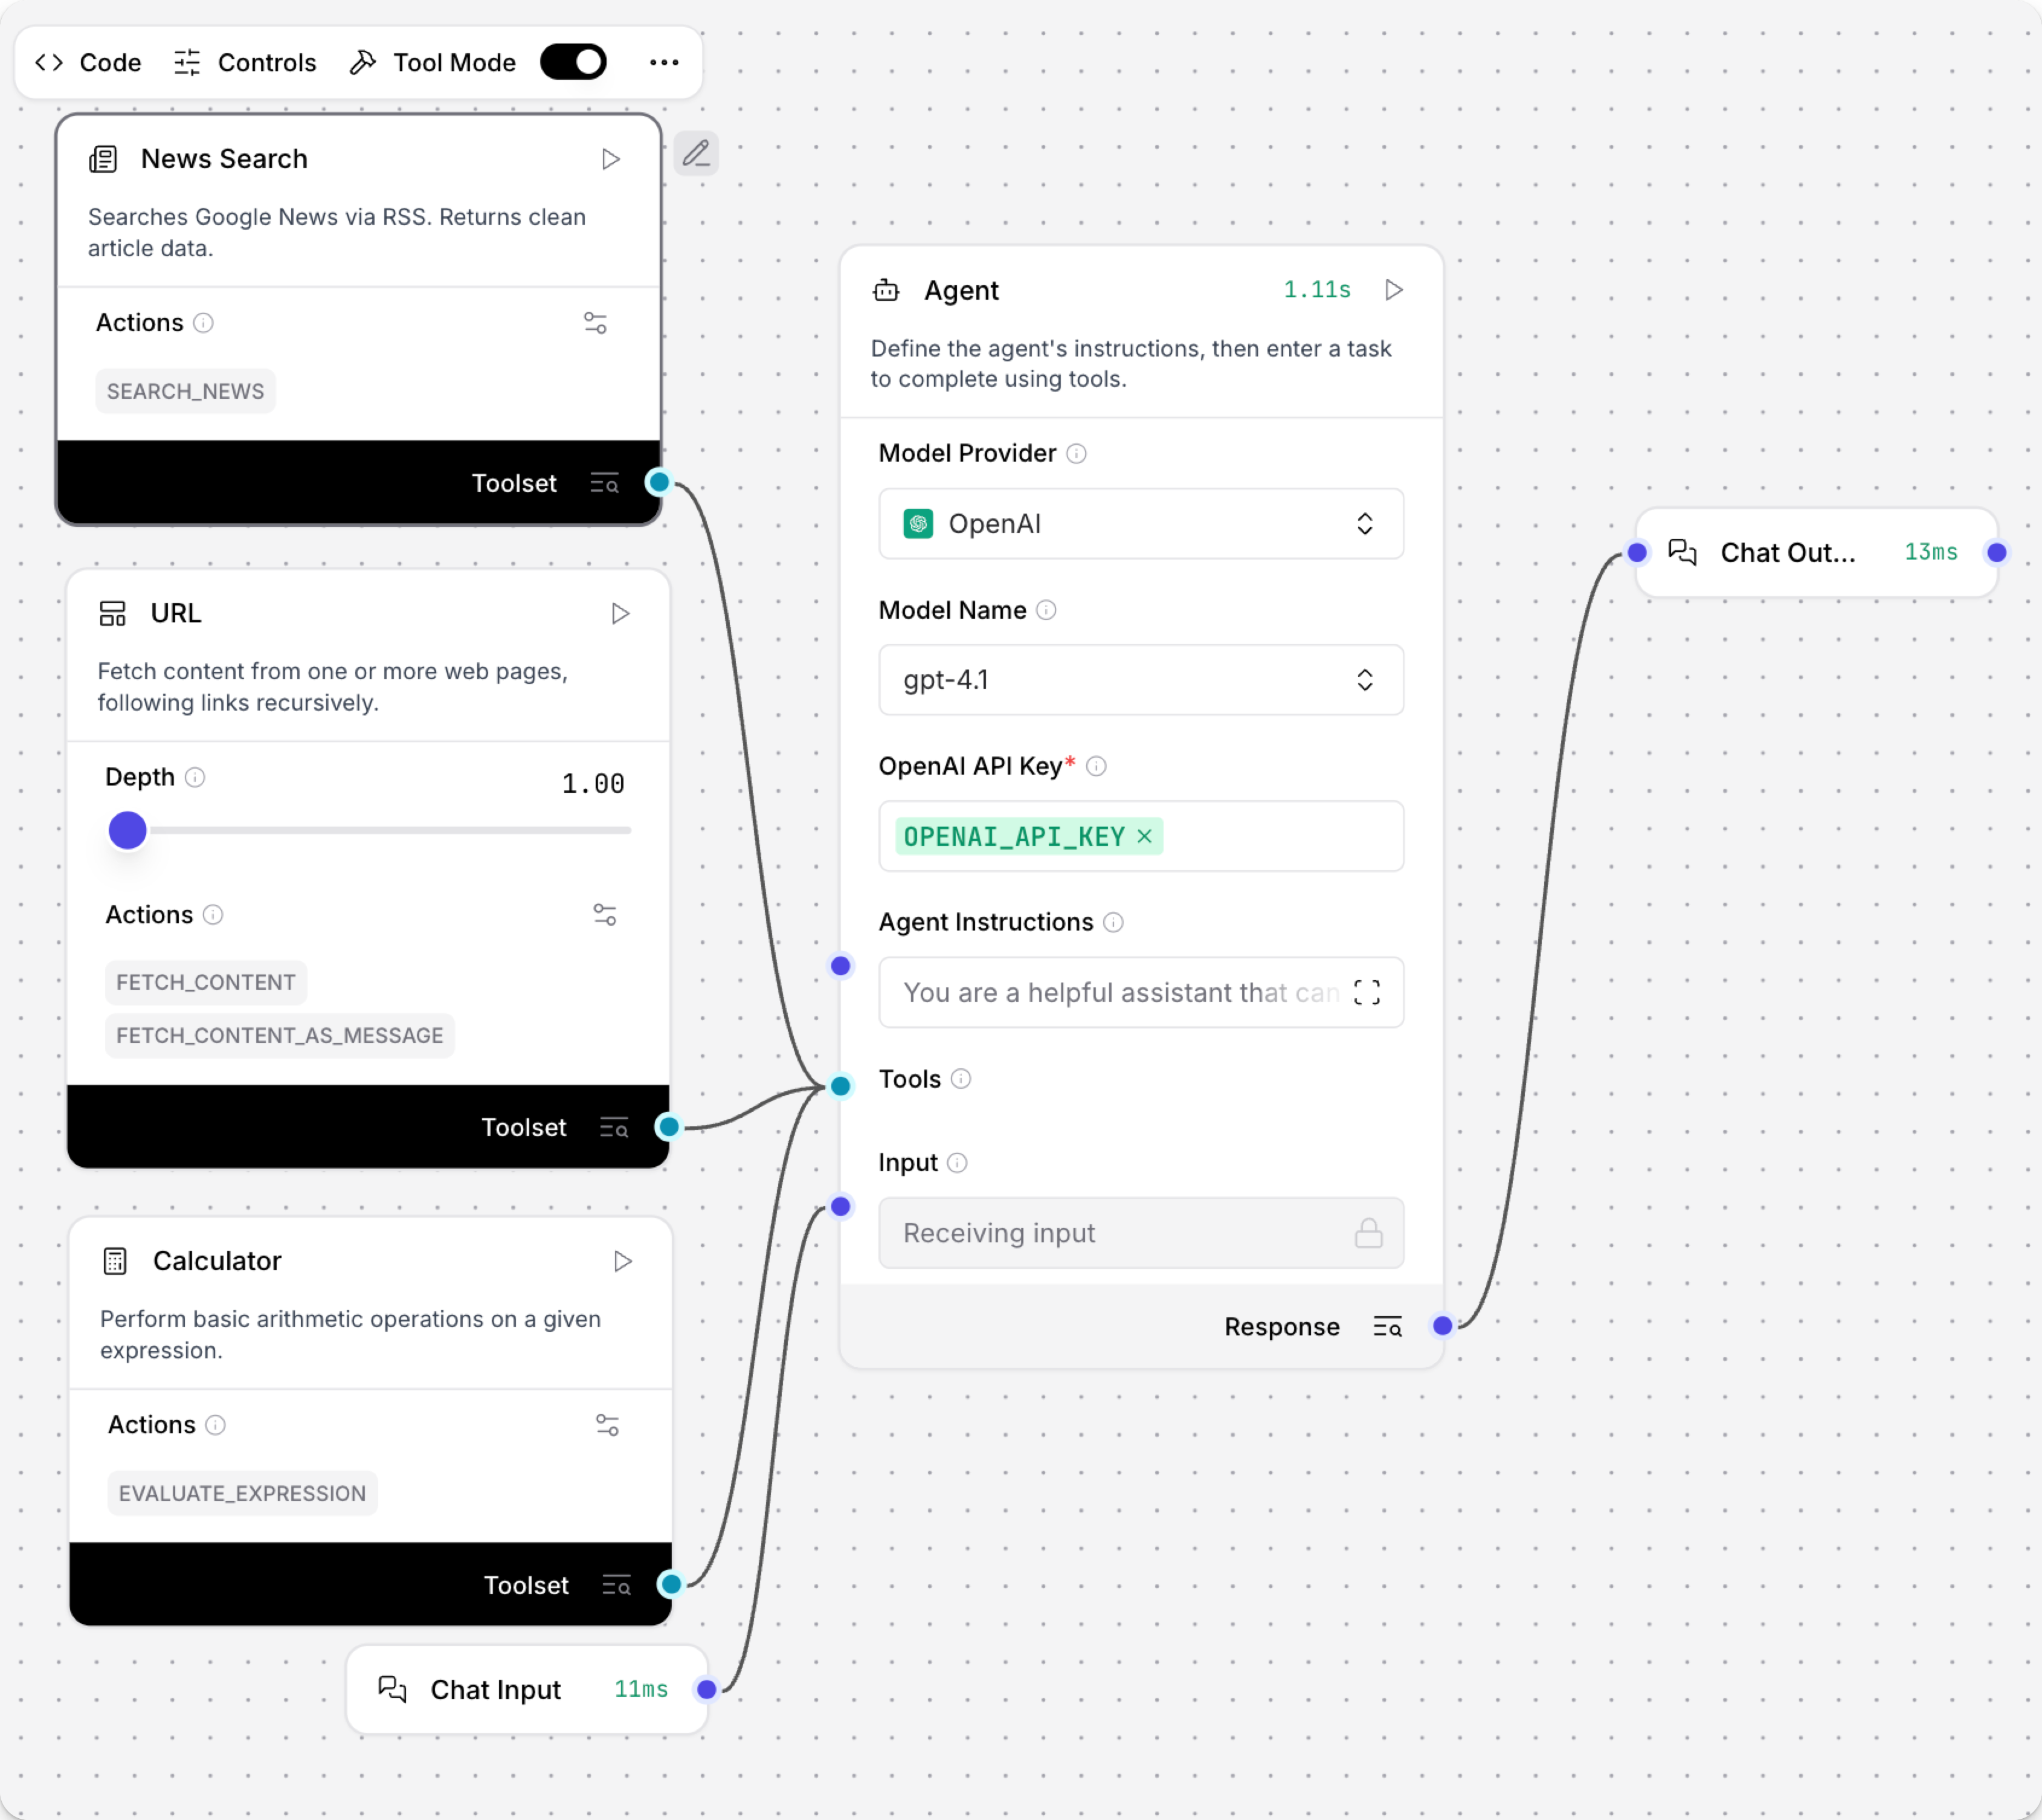 Code Controls Tool Mode
News Search
Searches Google News via RSS. Returns clean
article data.
Actions
SEARCH_NEWS
Toolset
URL
Fetch content from one or more web pages,
following links recursively.
Depth 1.00
Actions
FETCH_CONTENT
FETCH_CONTENT_AS_MESSAGE
Toolset
Calculator
Perform basic arithmetic operations on a given
expression.
Actions
EVALUATE_EXPRESSION
Toolset
Chat Input 11ms
Agent 1.11s
Define the agent's instructions, then enter a task
to complete using tools.
Model Provider
OpenAI
Model Name
gpt-4.1
OpenAI API Key*
OPENAI_API_KEY ×
Agent Instructions
You are a helpful assistant that can
Tools
Input
Receiving input
Response
Chat Out... 13ms